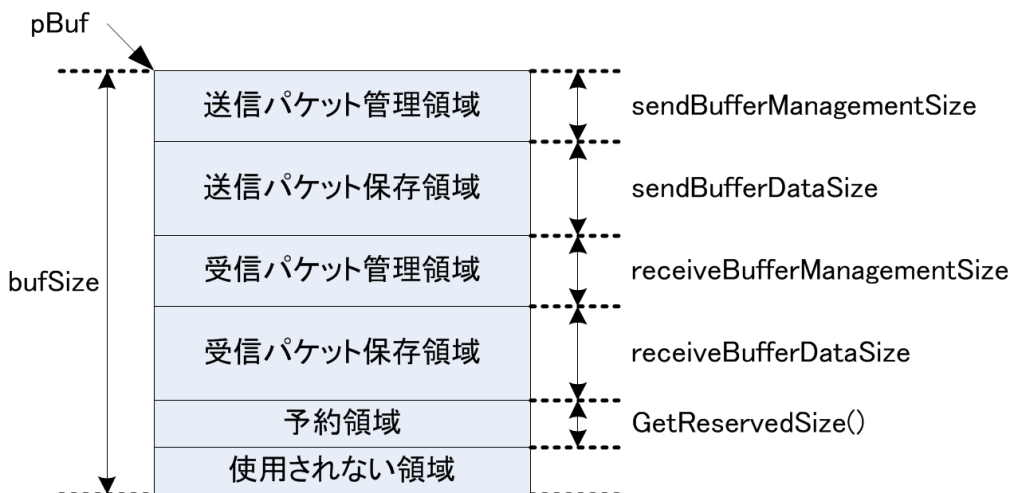 pBuf
送信パケット管理領域
sendBufferManagementSize
送信パケット保存領域
sendBufferDataSize
bufSize
受信パケット管理領域
receiveBufferManagementSize
受信パケット保存領域
receiveBufferDataSize
予約領域
GetReservedSize()
使用されない領域